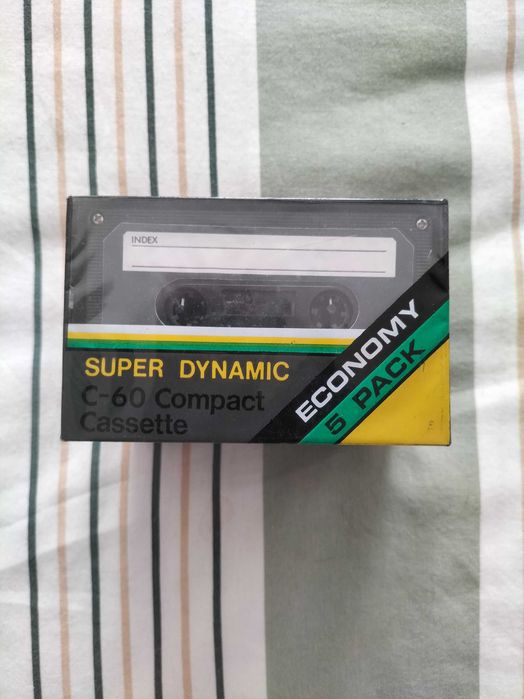 INDEX
SUPER DYNAMIC
C-60 Compact
Cassette
ECONOMY
5 PACK